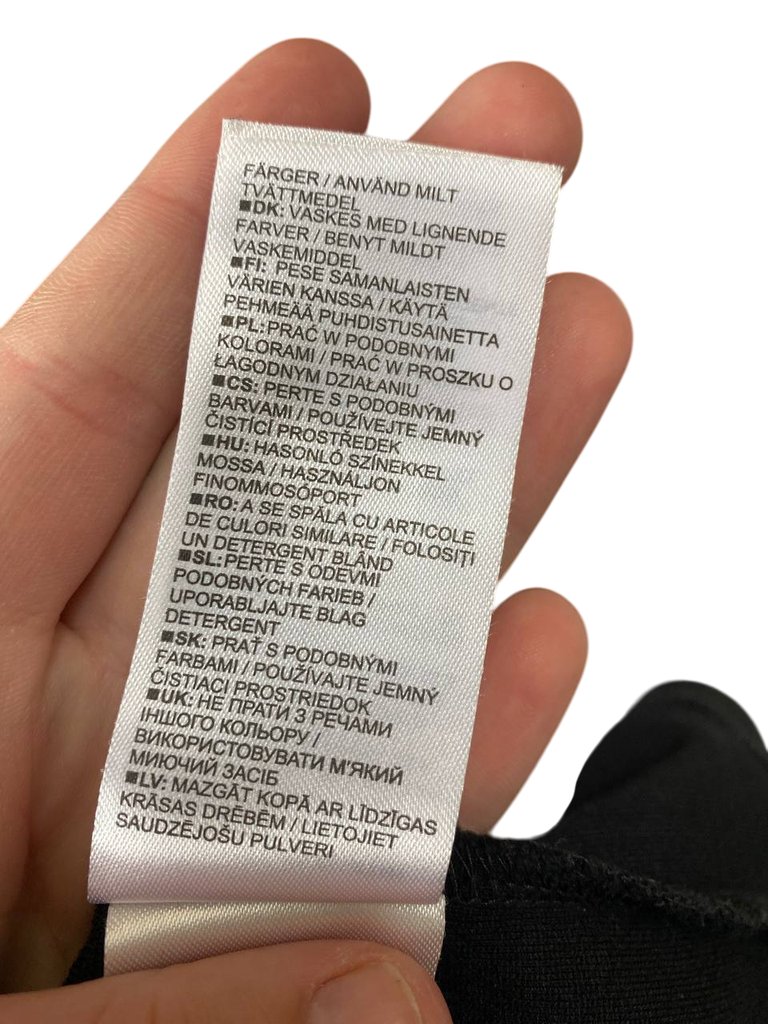 FÄRGER / ANVÄND MILT
TVÄTTMEDEL
■DK: VASKES MED LIGNENDE
FARVER / BENYT MILDT
VASKEMIDDEL
■FI: PESE SAMANLAISTEN
VÄRIEN KANSSA / KÄYTÄ
PEHMEÄÄ PUHDISTUSAINETTA
■PL: PRAĆ W PODOBNYMI
KOLORAMI / PRAĆ W PROSZKU O
ŁAGODNYM DZIAŁANIU
■CS: PERTE S PODOBNÝMI
BARVAMI / POUŽÍVEJTE JEMNÝ
ČISTÍCÍ PROSTŘEDEK
■HU: HASONLÓ SZÍNEKKEL
MOSSA / HASZNÁLJON
FINOMMOSÓPORT
■RO: A SE SPĂLA CU ARTICOLE
DE CULORI SIMILARE / FOLOSIȚI
UN DETERGENT BLÂND
■SL: PERTE S ODEVMI
PODOBNÝCH FARIEB /
UPORABLJAJTE BLAG
DETERGENT
■SK: PRAŤ S PODOBNÝMI
FARBAMI / POUŽÍVAJTE JEMNÝ
ČISTIACI PROSTRIEDOK
■UK: НЕ ПРАТИ З РЕЧАМИ
ІНШОГО КОЛЬОРУ /
ВИКОРИСТОВУВАТИ М'ЯКИЙ
МИЮЧИЙ ЗАСІБ
■LV: MAZGĀT KOPĀ AR LĪDZĪGAS
KRĀSAS DRĒBĒM / LIETOJIET
SAUDZĒJOŠU PULVERI